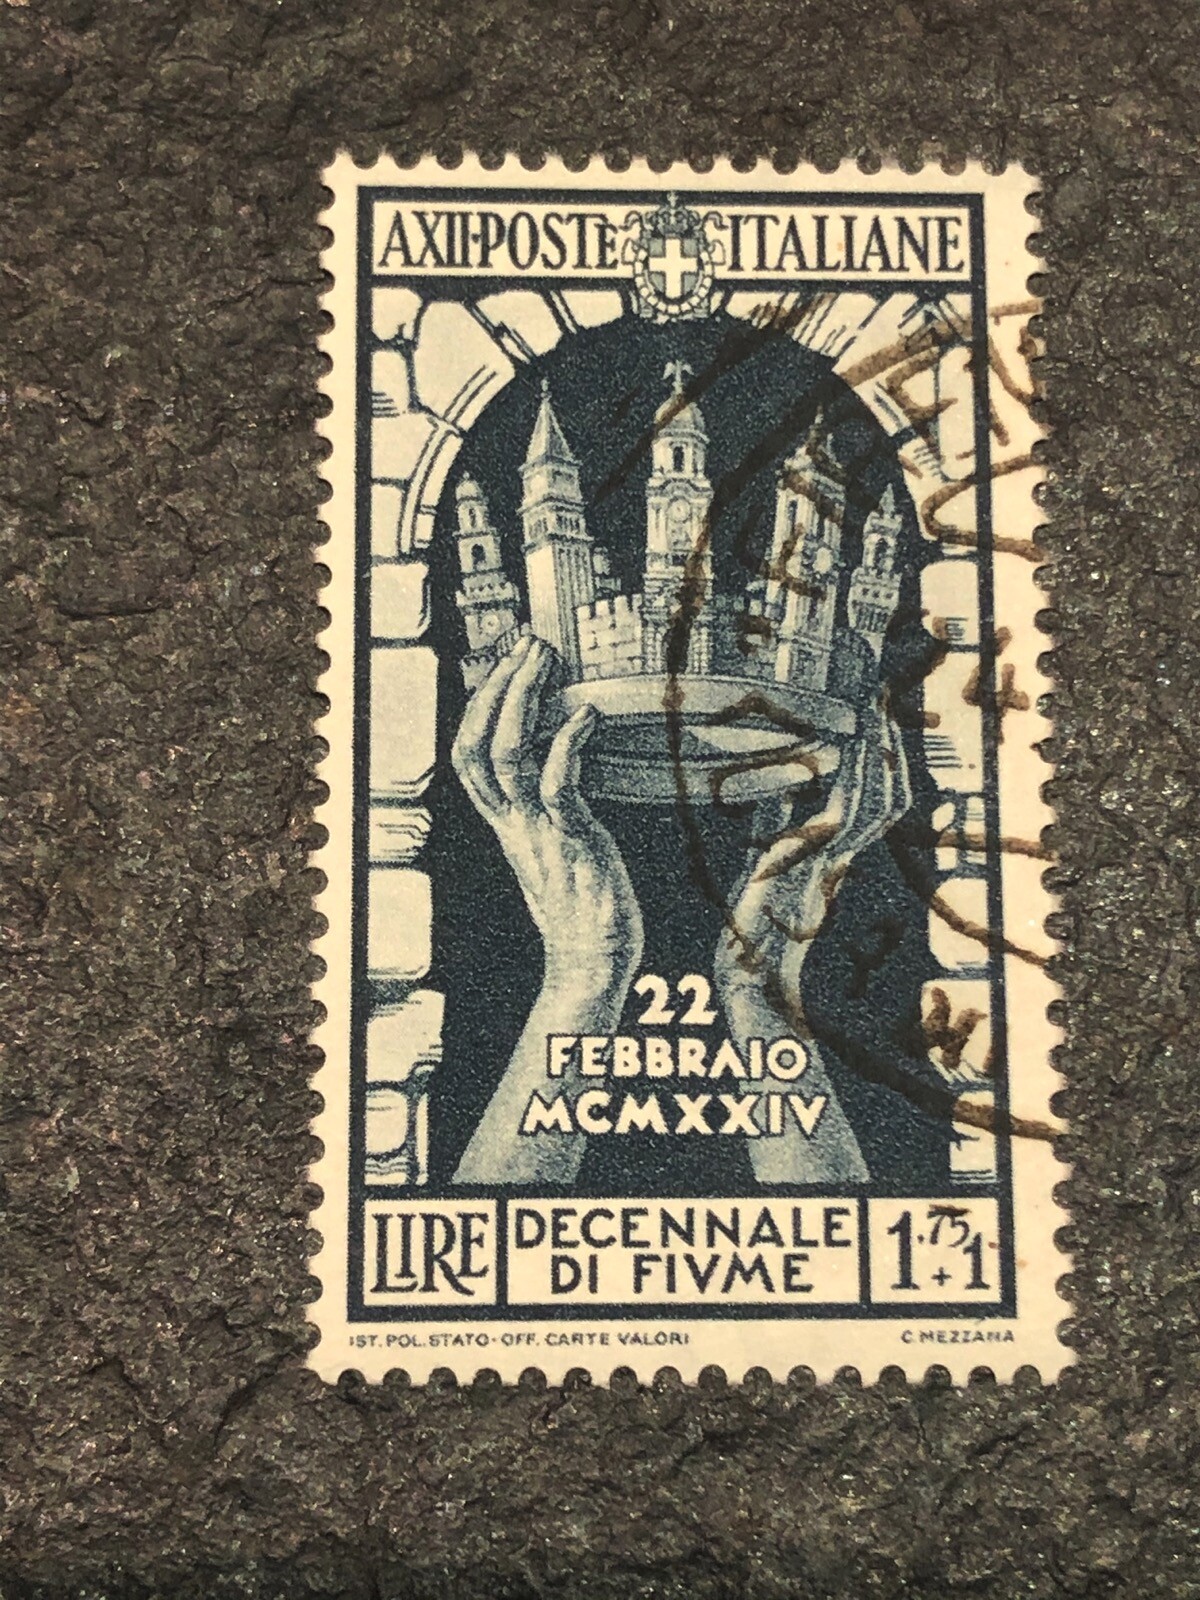 AXII·POSTE ITALIANE
22
FEBBRAIO
MCMXXIV
LIRE
DECENNALE
DI FIVME
1.75+1
IST. POL. STATO-OFF. CARTE VALORI
C. MEZZANA